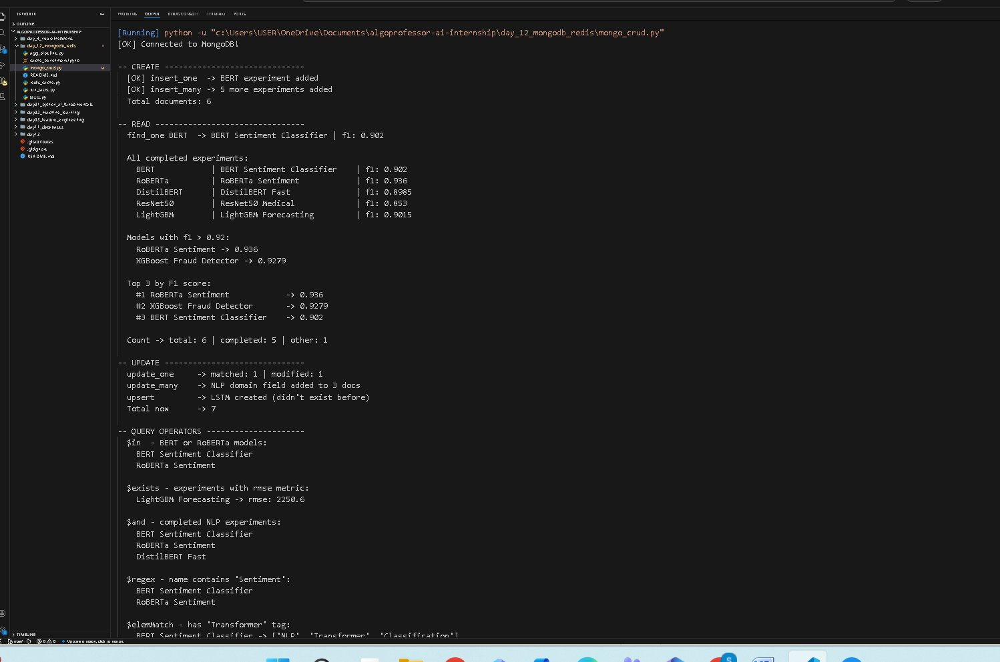 EXPLORER
OUTLINE
ALGOPROFESSOR-AI-INTERNSHIP
day_12_mongodb_redis
agg_pipeline.py
mongo_crud.py M
README.md
redis_cache.py
run_tests.py
tests.py
day01_python_ai_fundamentals
day02_machine_learning
day03_feature_engineering
day11_databases
day13
.gitattributes
.gitignore
README.md
TIMELINE
PROBLEMS OUTPUT DEBUG CONSOLE TERMINAL PORTS
[Running] python -u "c:\Users\USER\OneDrive\Documents\algoprofessor-ai-internship\day_12_mongodb_redis\mongo_crud.py"
[OK] Connected to MongoDB!
-- CREATE ------------------------------
[OK] insert_one -> BERT experiment added
[OK] insert_many -> 5 more experiments added
Total documents: 6
-- READ --------------------------------
find_one BERT -> BERT Sentiment Classifier | f1: 0.902
All completed experiments:
BERT | BERT Sentiment Classifier | f1: 0.902
RoBERTa | RoBERTa Sentiment | f1: 0.936
DistilBERT | DistilBERT Fast | f1: 0.8985
ResNet50 | ResNet50 Medical | f1: 0.853
LightGBM | LightGBM Forecasting | f1: 0.9015
Models with f1 > 0.92:
RoBERTa Sentiment -> 0.936
XGBoost Fraud Detector -> 0.9279
Top 3 by F1 score:
#1 RoBERTa Sentiment -> 0.936
#2 XGBoost Fraud Detector -> 0.9279
#3 BERT Sentiment Classifier -> 0.902
Count -> total: 6 | completed: 5 | other: 1
-- UPDATE ------------------------------
update_one -> matched: 1 | modified: 1
update_many -> NLP domain field added to 3 docs
upsert -> LSTM created (didn't exist before)
Total now -> 7
-- QUERY OPERATORS ---------------------
$in - BERT or RoBERTa models:
BERT Sentiment Classifier
RoBERTa Sentiment
$exists - experiments with rmse metric:
LightGBM Forecasting -> rmse: 2250.6
$and - completed NLP experiments:
BERT Sentiment Classifier
RoBERTa Sentiment
DistilBERT Fast
$regex - name contains 'Sentiment':
BERT Sentiment Classifier
RoBERTa Sentiment
$elemMatch - has 'Transformer' tag:
BERT Sentiment Classifier -> ['NLP', 'Transformer', 'Classification']